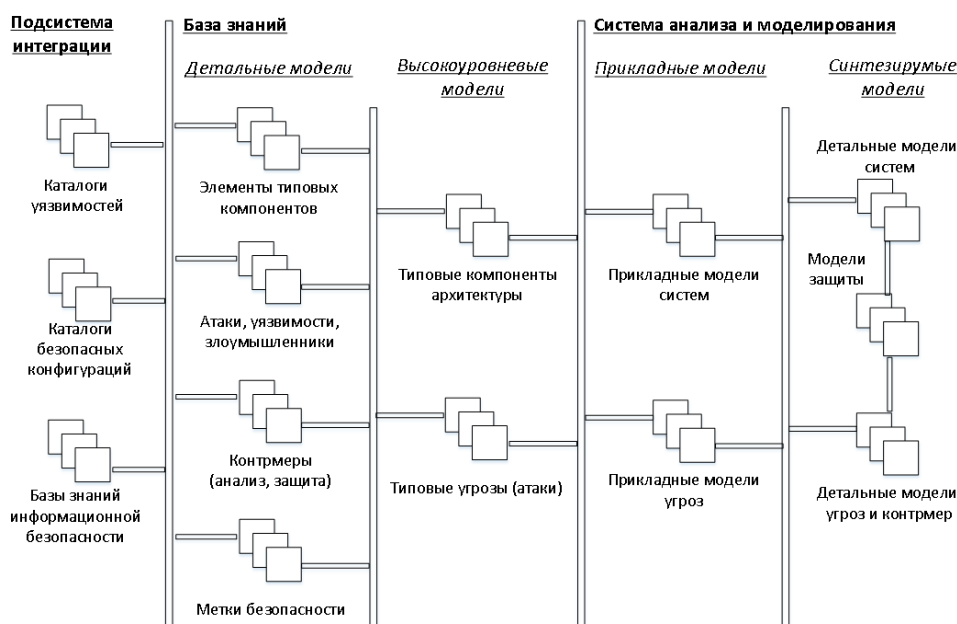 Подсистема
интеграции
База знаний
Система анализа и моделирования
Детальные модели
Высокоуровневые
модели
Прикладные модели
Синтезирумые
модели
Каталоги
уязвимостей
Каталоги
безопасных
конфигураций
Базы знаний
информационной
безопасности
Элементы типовых
компонентов
Атаки, уязвимости,
злоумышленники
Контрмеры
(анализ, защита)
Метки безопасности
Типовые компоненты
архитектуры
Типовые угрозы (атаки)
Прикладные модели
систем
Прикладные модели
угроз
Детальные модели
систем
Модели
защиты
Детальные модели
угроз и контрмер